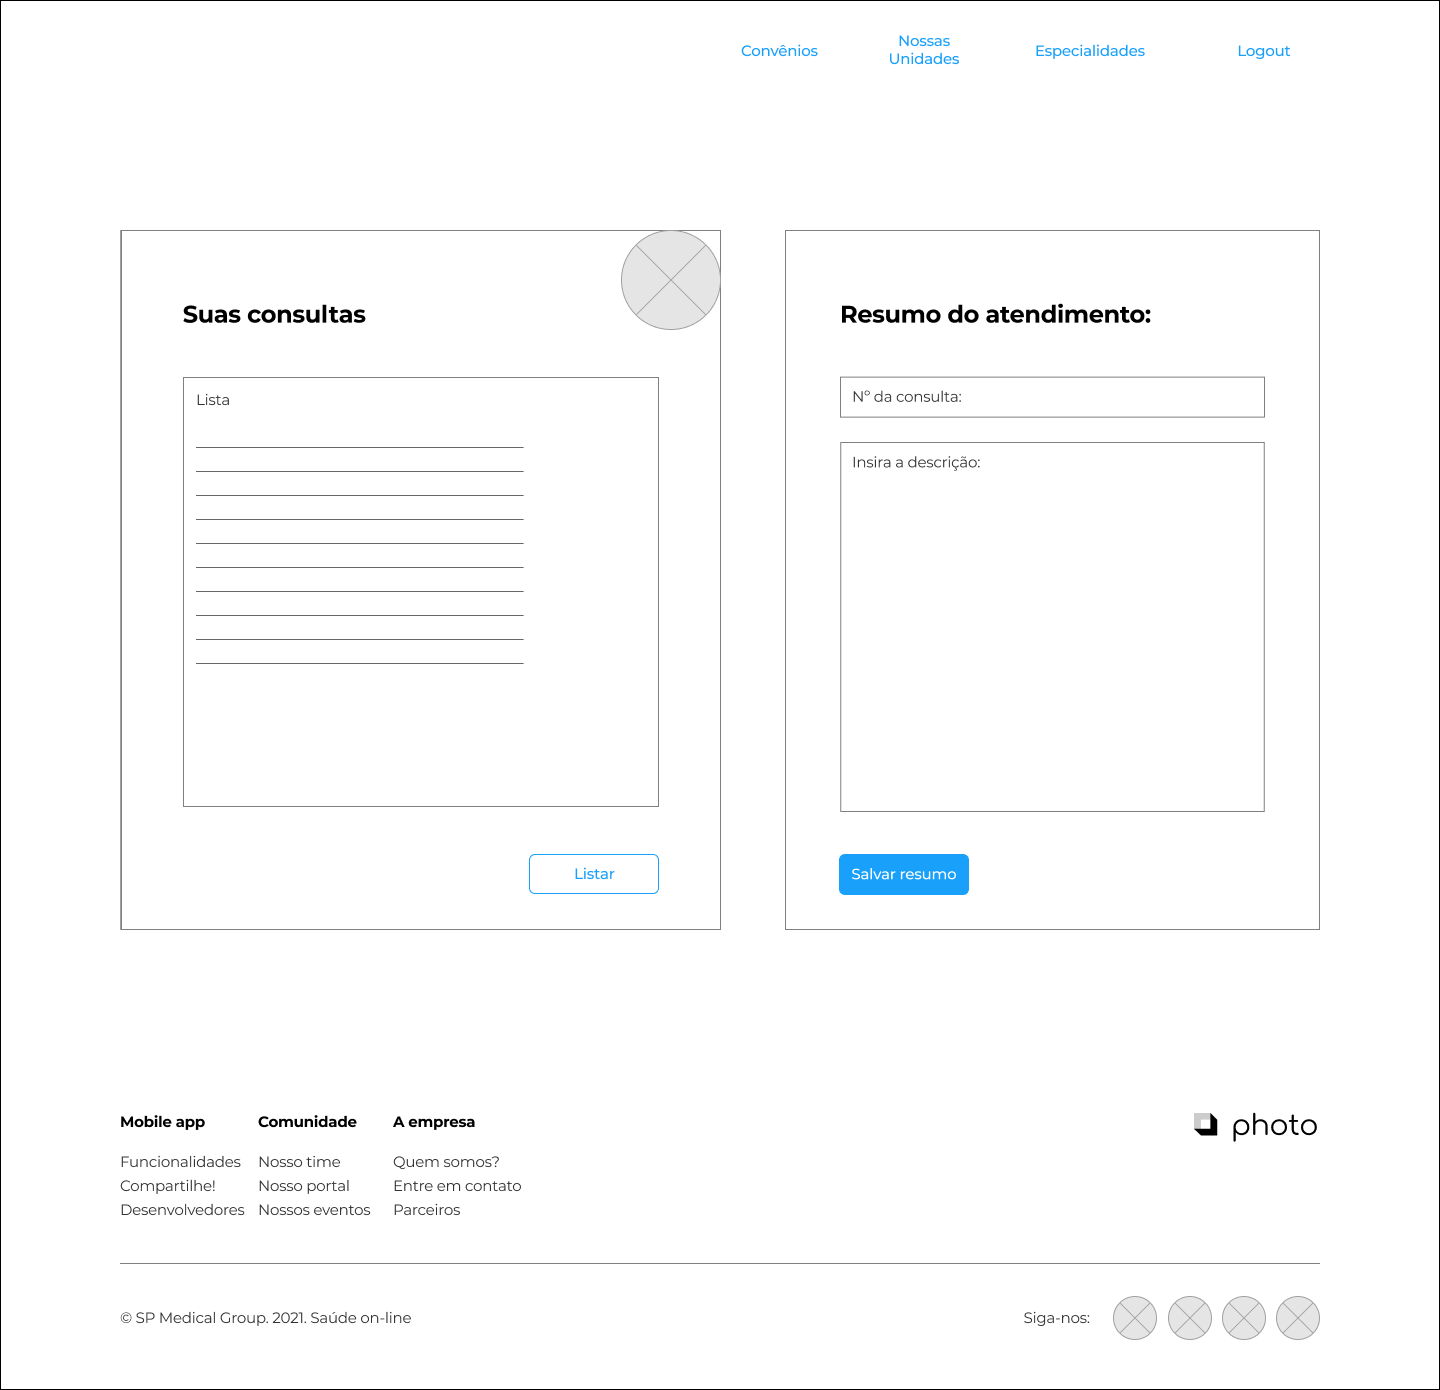 Convênios
Nossas
Unidades
Especialidades
Logout
Suas consultas
Lista
Listar
Resumo do atendimento:
Nº da consulta:
Insira a descrição:
Salvar resumo
Mobile app
Funcionalidades
Compartilhe!
Desenvolvedores
Comunidade
Nosso time
Nosso portal
Nossos eventos
A empresa
Quem somos?
Entre em contato
Parceiros
photo
© SP Medical Group. 2021. Saúde on-line
Siga-nos: